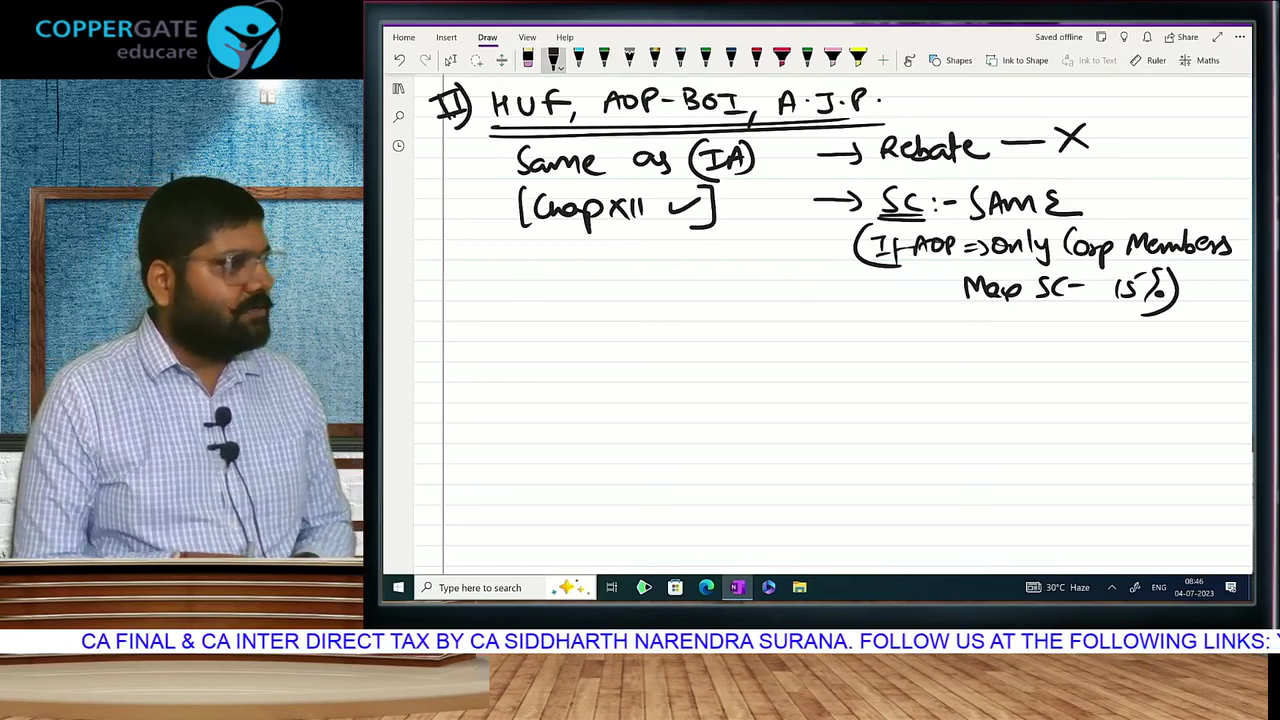 COPPERGATE
educare
Home Insert Draw View Help
Saved offline
Share
Shapes
Ink to Shape
Ink to Text
Ruler
Maths
II) HUF, AOP-BOI, A.J.P.
Same as (IA) → Rebate — X
[Chap XII ✓] → SC :- SAME
(If AOP => Only Corp Members
Max SC - 15%)
Type here to search
30°C Haze
ENG
08:46
04-07-2023
CA FINAL & CA INTER DIRECT TAX BY CA SIDDHARTH NARENDRA SURANA. FOLLOW US AT THE FOLLOWING LINKS: